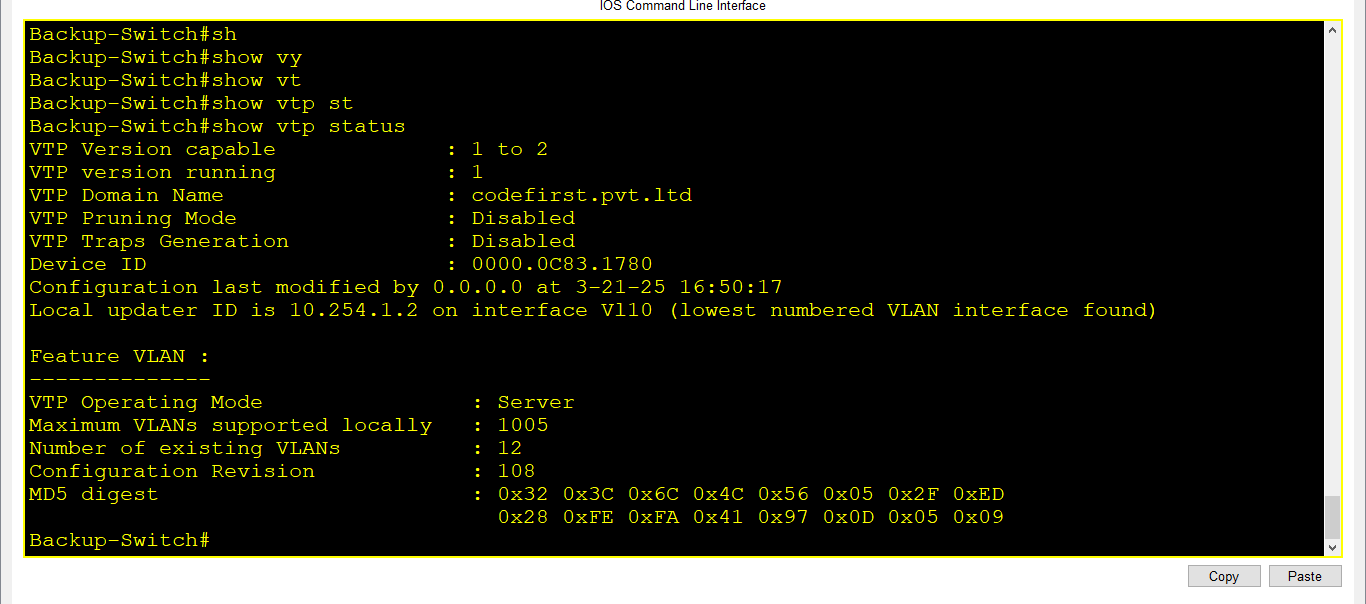 IOS Command Line Interface
Backup-Switch#sh
Backup-Switch#show vy
Backup-Switch#show vt
Backup-Switch#show vtp st
Backup-Switch#show vtp status
VTP Version capable : 1 to 2
VTP version running : 1
VTP Domain Name : codefirst.pvt.ltd
VTP Pruning Mode : Disabled
VTP Traps Generation : Disabled
Device ID : 0000.0C83.1780
Configuration last modified by 0.0.0.0 at 3-21-25 16:50:17
Local updater ID is 10.254.1.2 on interface Vl10 (lowest numbered VLAN interface found)
Feature VLAN :
--------------
VTP Operating Mode : Server
Maximum VLANs supported locally : 1005
Number of existing VLANs : 12
Configuration Revision : 108
MD5 digest : 0x32 0x3C 0x6C 0x4C 0x56 0x05 0x2F 0xED
0x28 0xFE 0xFA 0x41 0x97 0x0D 0x05 0x09
Backup-Switch#
Copy Paste